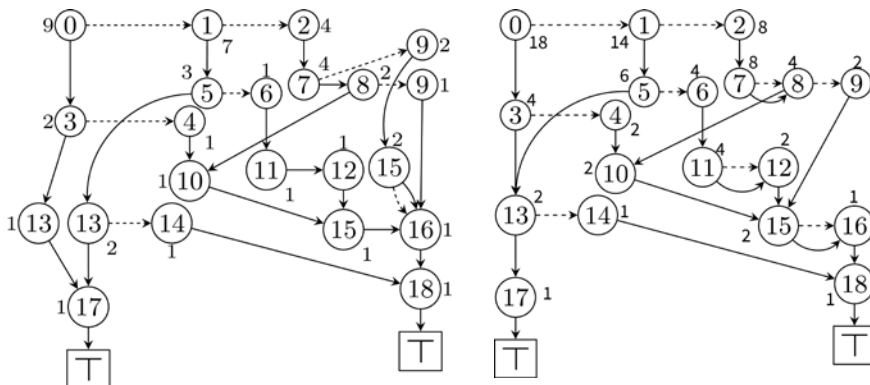 9 0 1 2 4 9 2
7
3 5 1 6 4 7 8 2 9 1
2 3 4 1
1 10 11 1 1 12 2 15
1 13 13 2 14 1 15 1 16 1
1 17 18 1
⊤ ⊤
0 18 1 14 2 8
6 5 4 6 8 7 4 8 2 9
3 4 4 2
2 10 11 4 12 2
13 2 14 1 2 15 16 1
17 1 18 1
⊤ ⊤